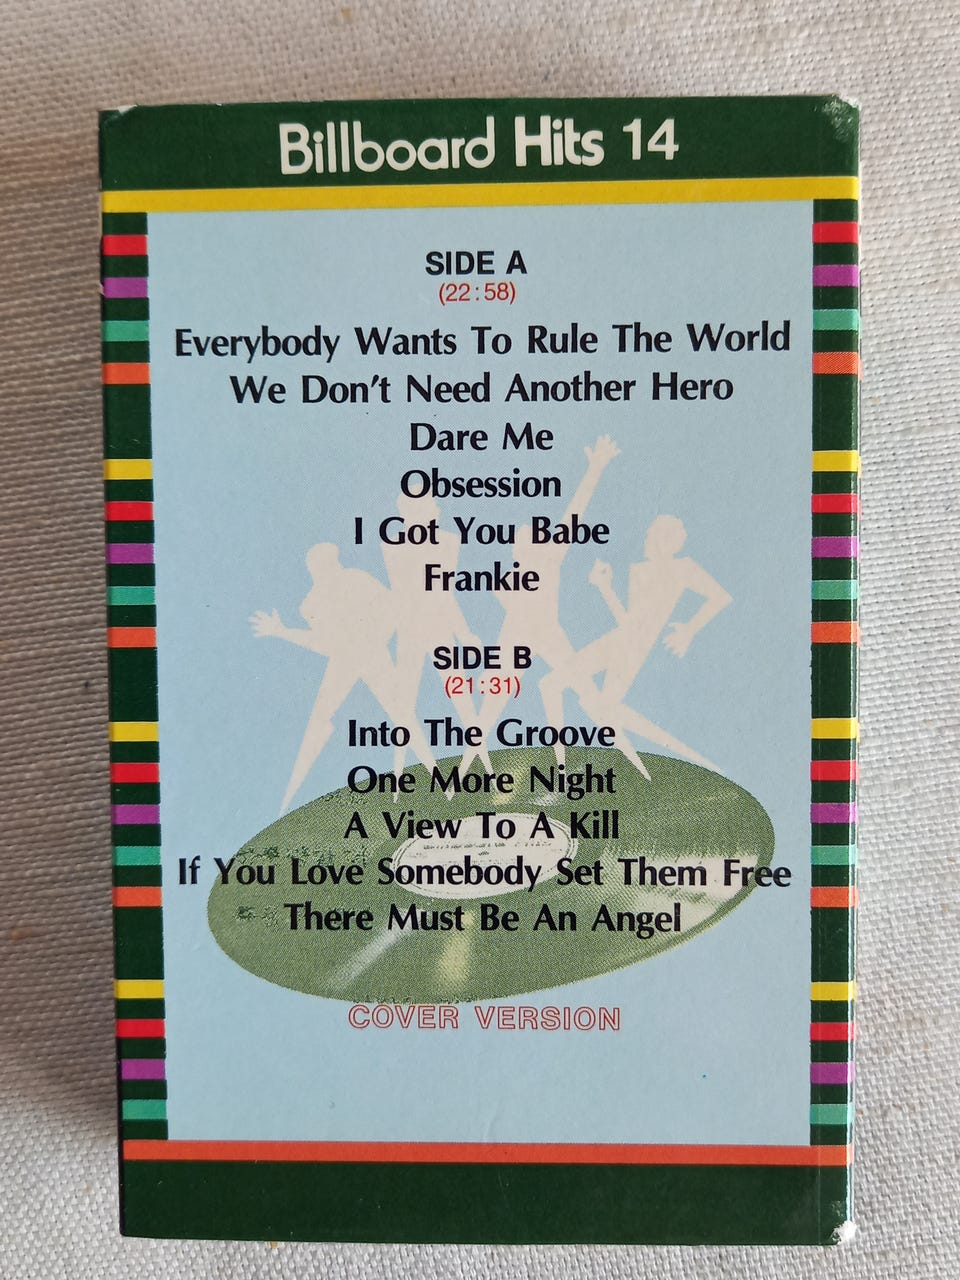 Billboard Hits 14
SIDE A
(22:58)
Everybody Wants To Rule The World
We Don't Need Another Hero
Dare Me
Obsession
I Got You Babe
Frankie
SIDE B
(21:31)
Into The Groove
One More Night
A View To A Kill
If You Love Somebody Set Them Free
There Must Be An Angel
COVER VERSION